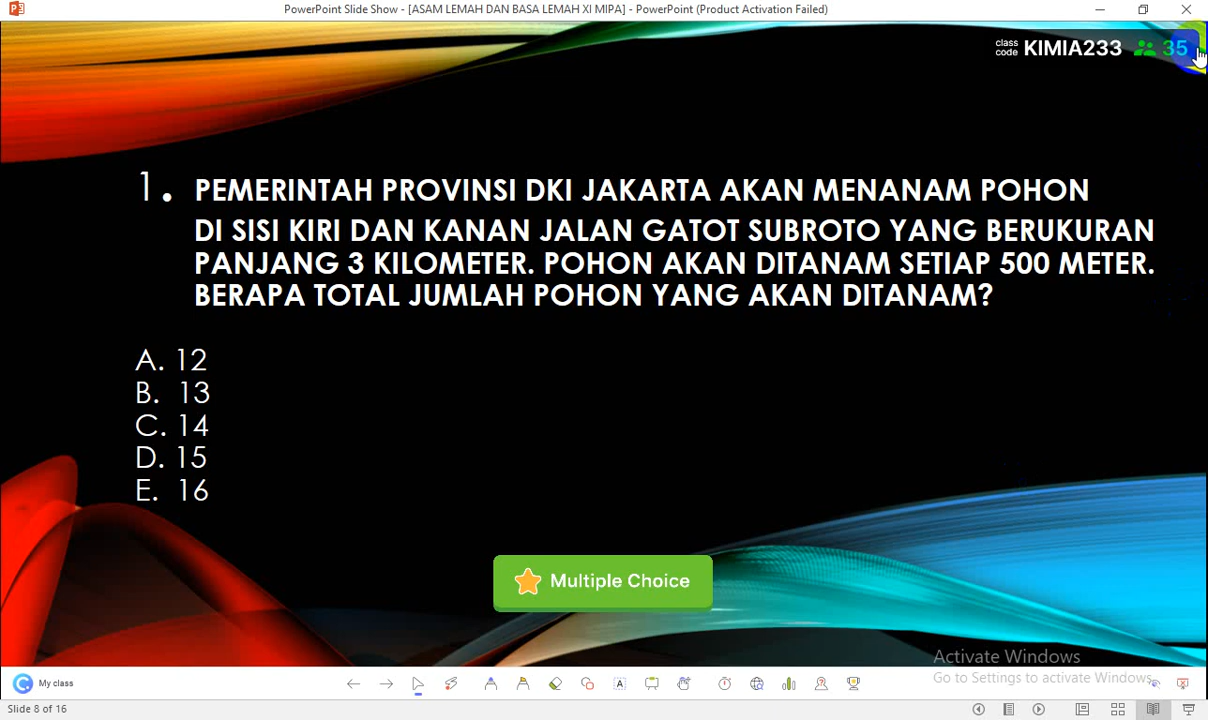 PowerPoint Slide Show - [ASAM LEMAH DAN BASA LEMAH XI MIPA] - PowerPoint (Product Activation Failed)
class code KIMIA233 35
1. PEMERINTAH PROVINSI DKI JAKARTA AKAN MENANAM POHON
DI SISI KIRI DAN KANAN JALAN GATOT SUBROTO YANG BERUKURAN
PANJANG 3 KILOMETER. POHON AKAN DITANAM SETIAP 500 METER.
BERAPA TOTAL JUMLAH POHON YANG AKAN DITANAM?
A. 12
B. 13
C. 14
D. 15
E. 16
Multiple Choice
Activate Windows
Go to Settings to activate Windows.
My class
Slide 8 of 16